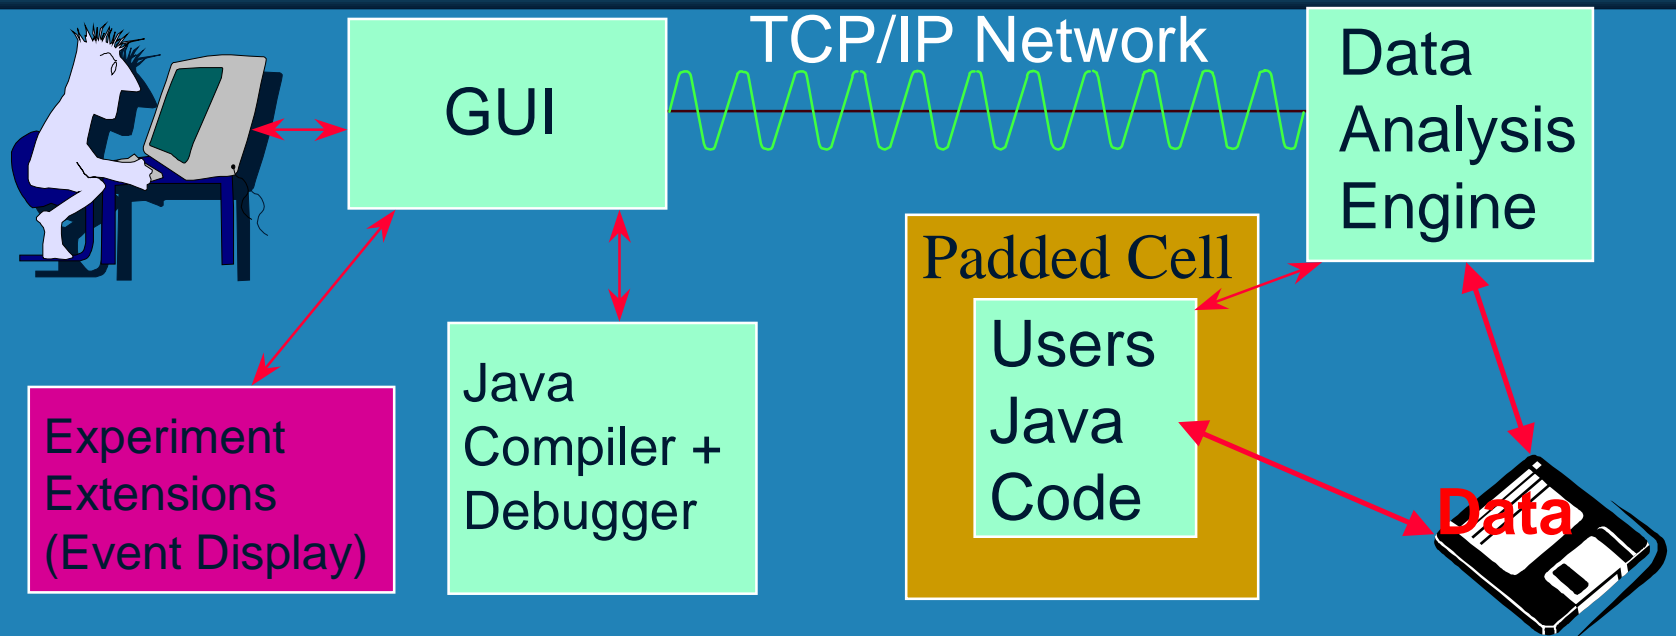 TCP/IP Network
GUI
Data
Analysis
Engine
Padded Cell
Users
Java
Code
Java
Compiler +
Debugger
Experiment
Extensions
(Event Display)
Data